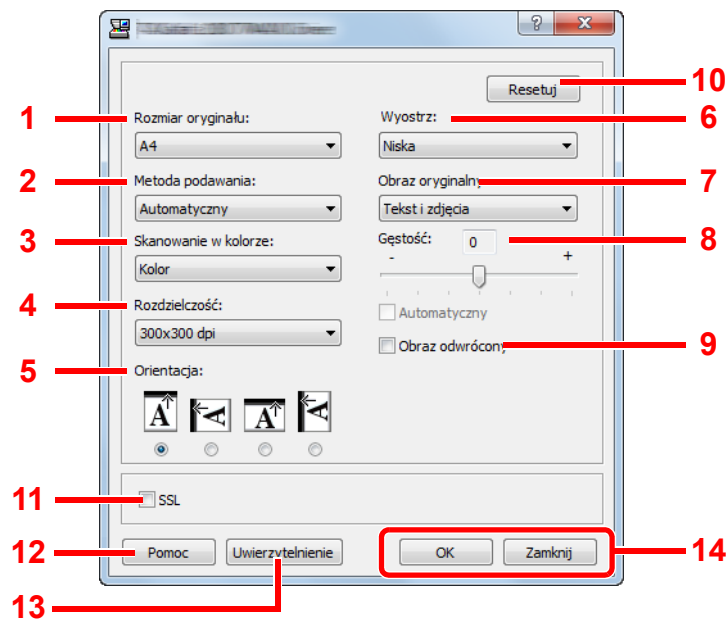 10
Resetuj
1
Rozmiar oryginału:
Wyostrz:
6
A4
Niska
2
Metoda podawania:
Obraz oryginalny
7
Automatyczny
Tekst i zdjęcia
3
Skanowanie w kolorze:
Gęstość:
0
8
- +
Kolor
4
Rozdzielczość:
Automatyczny
300x300 dpi
Obraz odwrócony
9
5
Orientacja:
A A A A
11
SSL
12
Pomoc
Uwierzytelnienie
OK
Zamknij
14
13